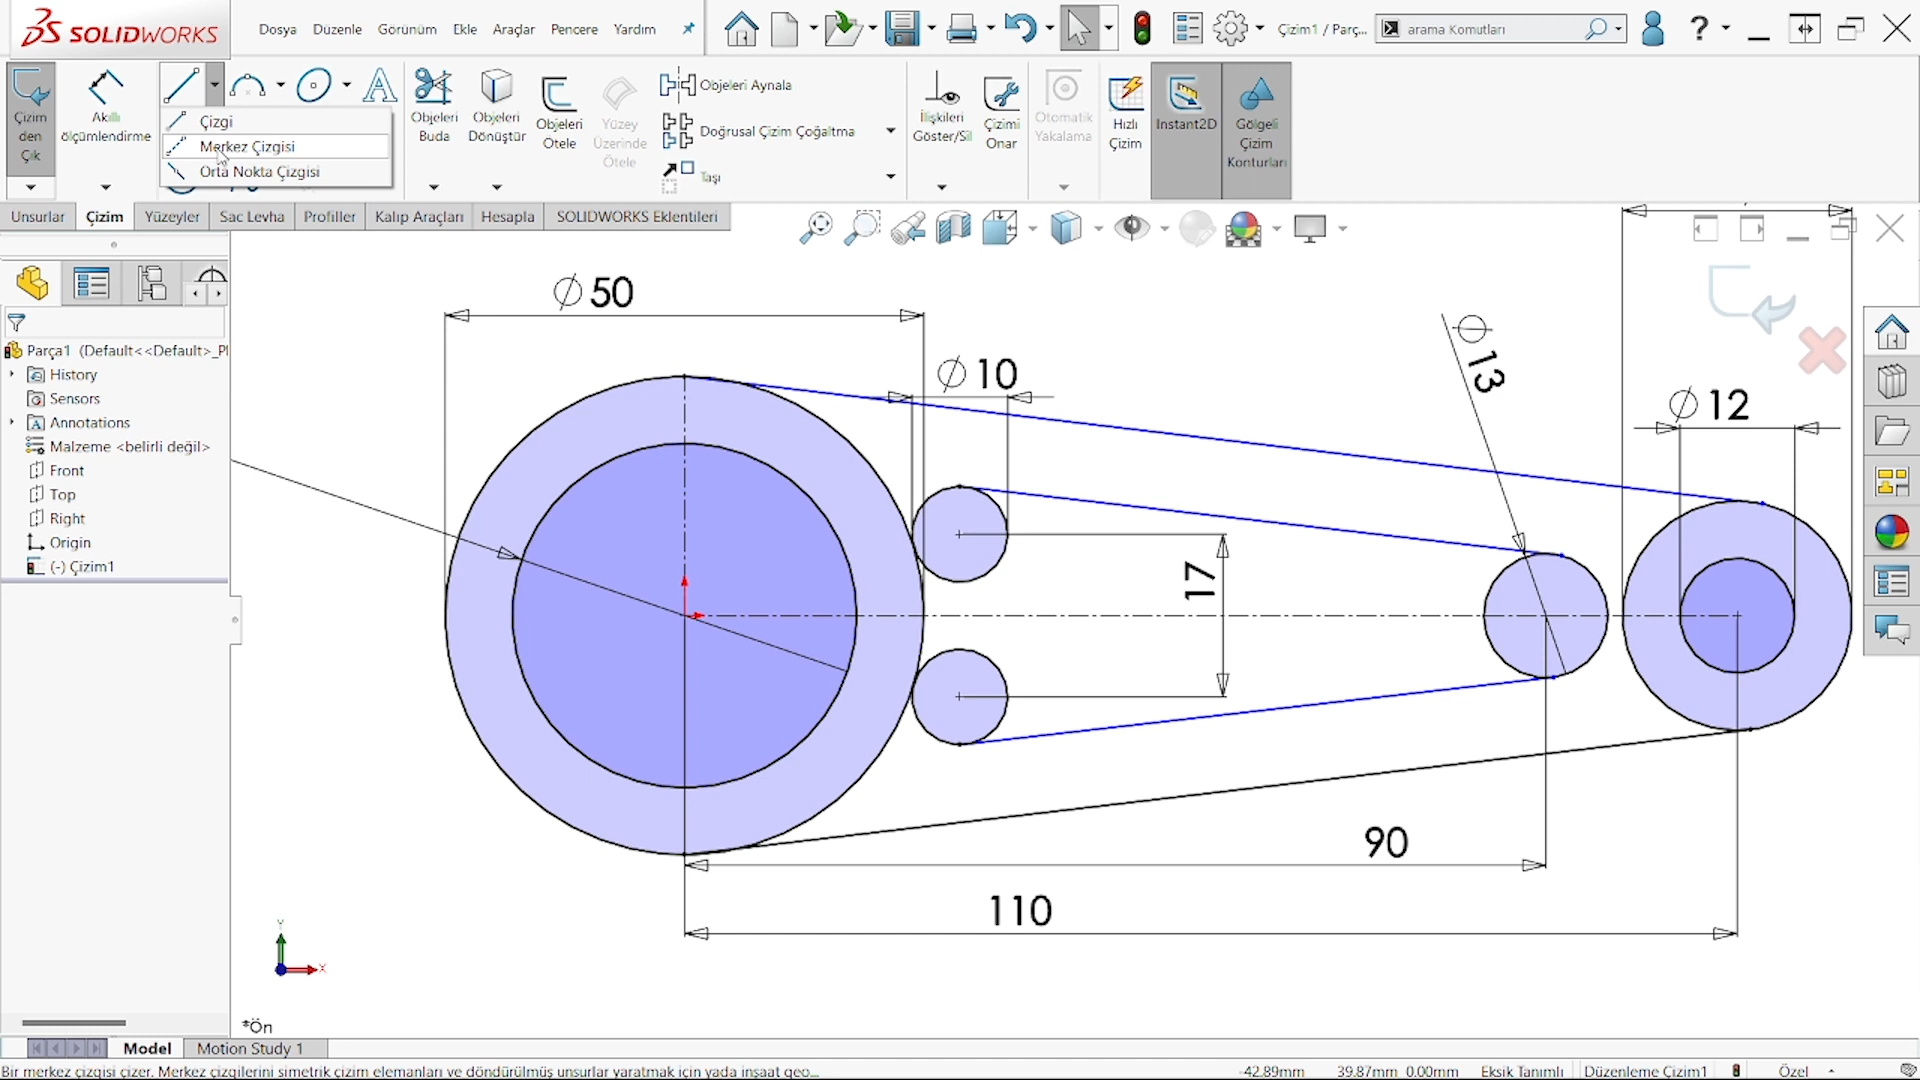 SOLIDWORKS
Dosya Düzenle Görünüm Ekle Araçlar Pencere Yardım
Çizim1 / Parç...
arama Komutları
Çizim den Çık
Akıllı ölçümlendirme
Çizgi
Merkez Çizgisi
Orta Nokta Çizgisi
Objeleri Buda
Objeleri Dönüştür
Objeleri Ötele
Yüzey Üzerinde Ötele
Objeleri Aynala
Doğrusal Çizim Çoğaltma
Taşı
İlişkileri Göster/Sil
Çizimi Onar
Otomatik Yakalama
Hızlı Çizim
Instant2D
Gölgeli Çizim Konturları
Unsurlar Çizim Yüzeyler Sac Levha Profiller Kalıp Araçları Hesapla SOLIDWORKS Eklentileri
Parça1 (Default<<Default>_P
History
Sensors
Annotations
Malzeme <belirli değil>
Front
Top
Right
Origin
(-) Çizim1
∅50
∅10
∅13
∅12
17
90
110
Y
X
*Ön
Model Motion Study 1
Bir merkez çizgisi çizer. Merkez çizgilerini simetrik çizim elemanları ve döndürülmüş unsurlar yaratmak için yada inşaat geo...
-42.89mm 39.87mm 0.00mm Eksik Tanımlı Düzenleme Çizim1 Özel